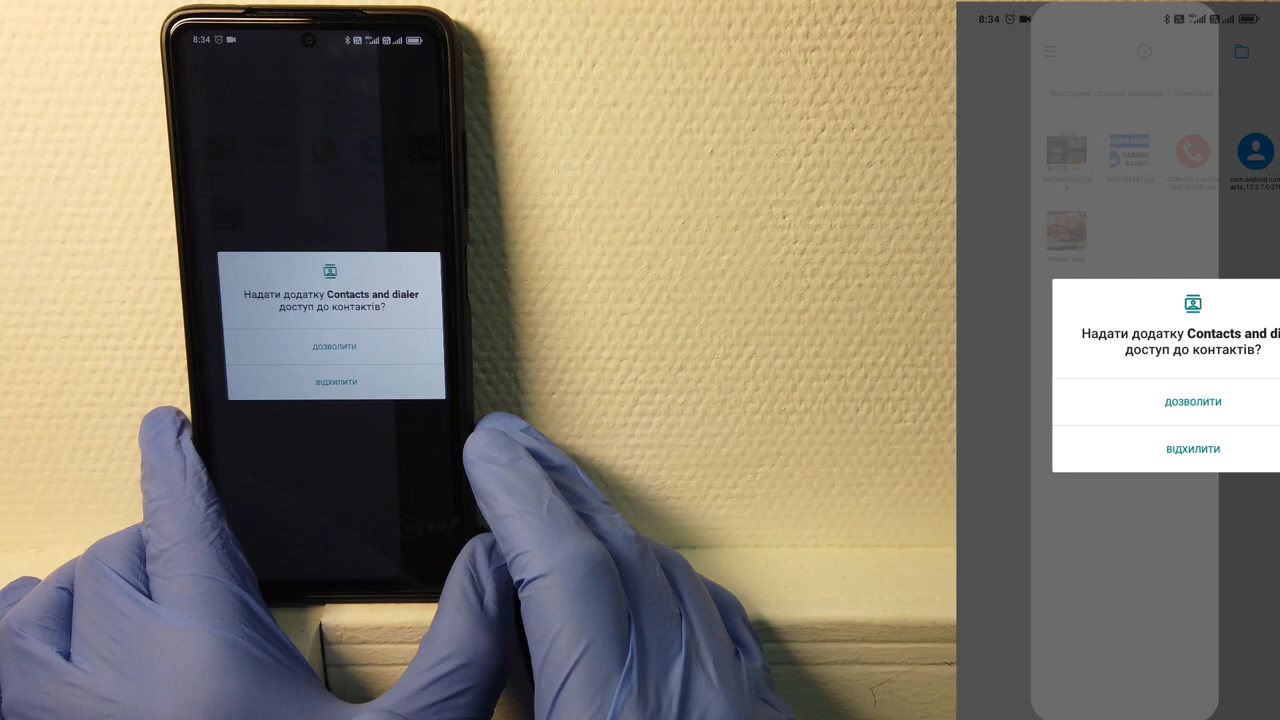 8:34
Надати додатку Contacts and dialer
доступ до контактів?
ДОЗВОЛИТИ
ВІДХИЛИТИ
8:34
Download
Надати додатку Contacts and di
доступ до контактів?
ДОЗВОЛИТИ
ВІДХИЛИТИ